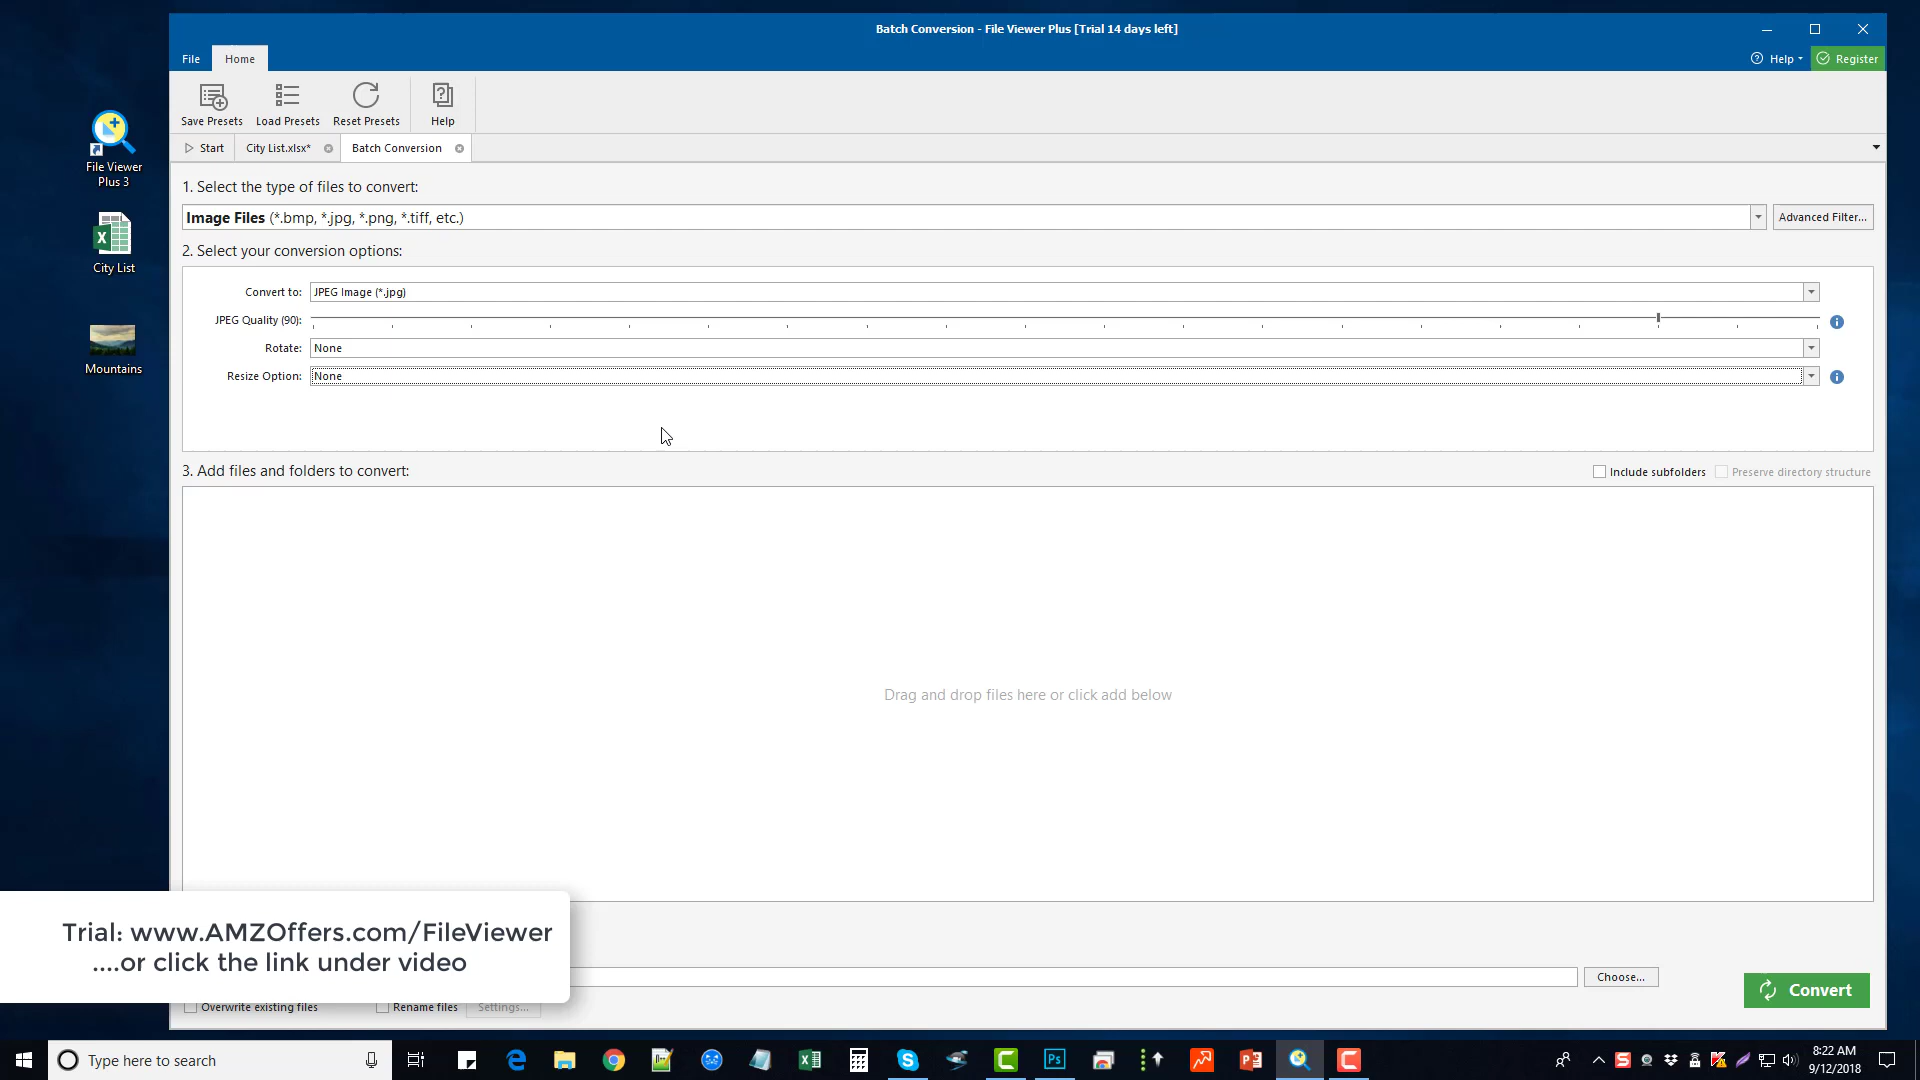 Batch Conversion - File Viewer Plus [Trial 14 days left]
File Home Help Register
Save Presets Load Presets Reset Presets Help
Start City List.xlsx* Batch Conversion
1. Select the type of files to convert:
Image Files (*.bmp, *.jpg, *.png, *.tiff, etc.) Advanced Filter...
2. Select your conversion options:
Convert to: JPEG Image (*.jpg)
JPEG Quality (90):
Rotate: None
Resize Option: None
3. Add files and folders to convert: Include subfolders Preserve directory structure
Drag and drop files here or click add below
Choose...
Convert
Overwrite existing files Rename files Settings...
File Viewer
Plus 3
City List
Mountains
Trial: www.AMZOffers.com/FileViewer
....or click the link under video
Type here to search
8:22 AM
9/12/2018